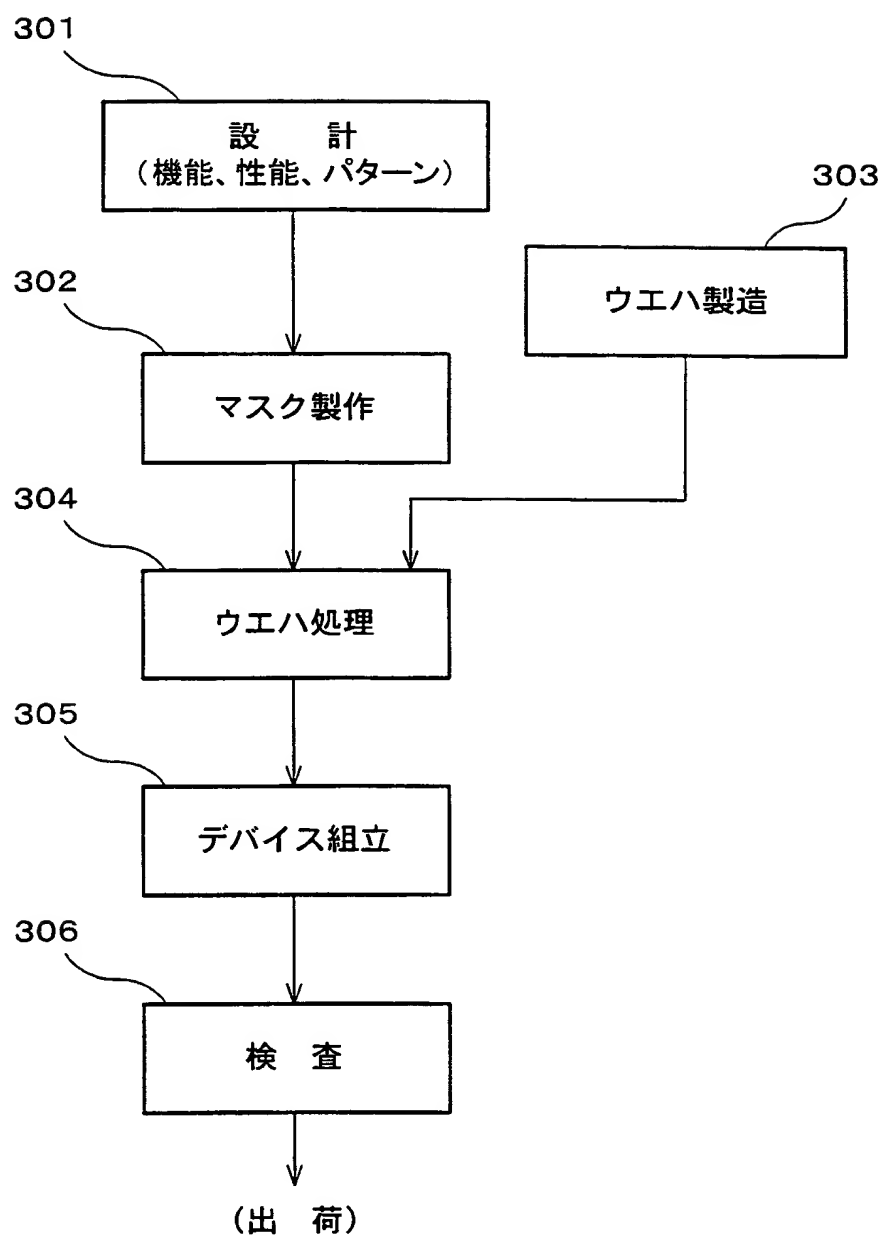 301
設　　計
（機能、性能、パターン）
303
ウエハ製造
302
マスク製作
304
ウエハ処理
305
デバイス組立
306
検　査
（出　荷）